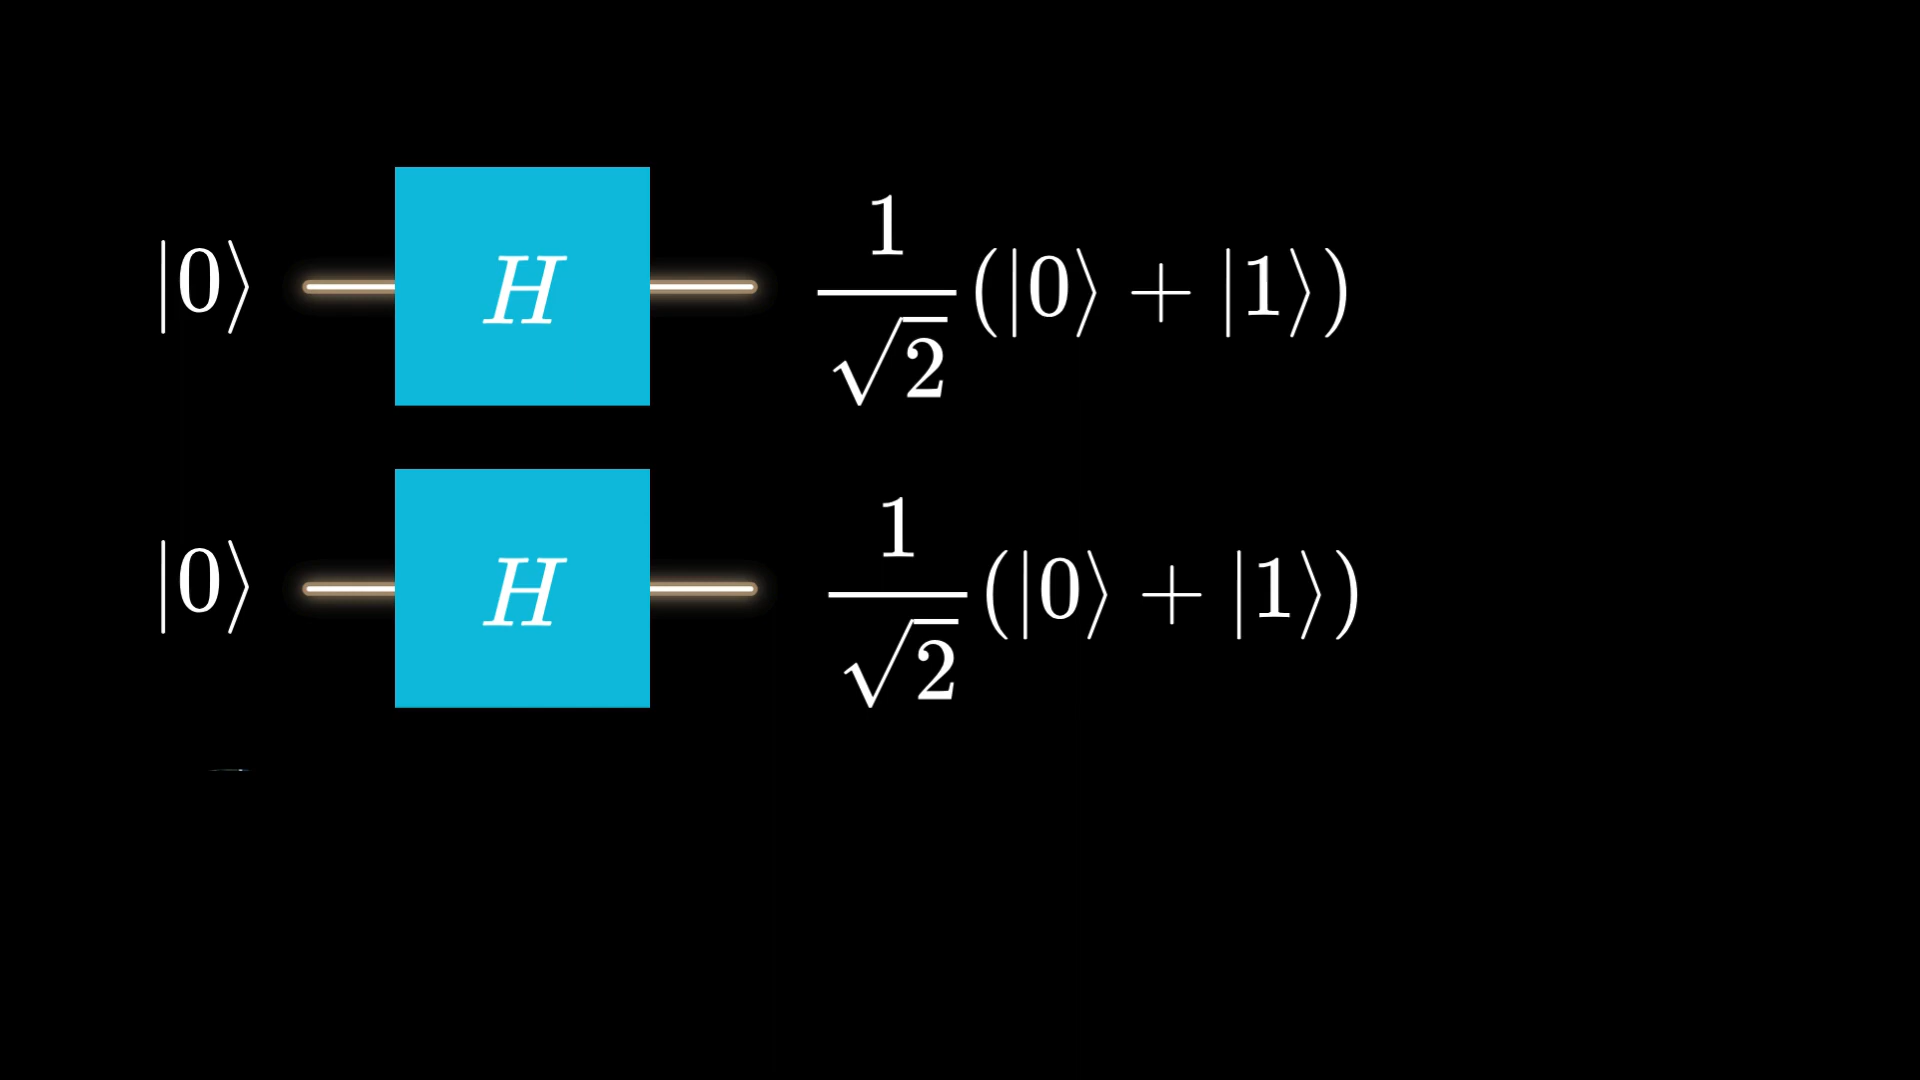 |0⟩ H 1/√2 (|0⟩ + |1⟩)
|0⟩ H 1/√2 (|0⟩ + |1⟩)